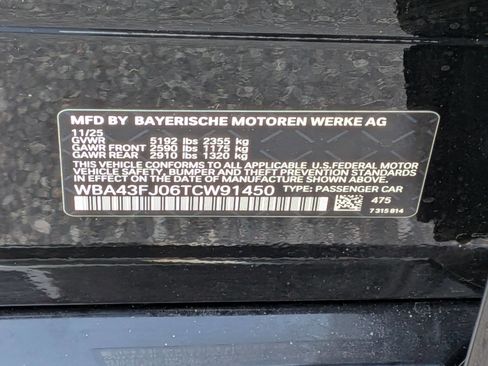 MFD BY BAYERISCHE MOTOREN WERKE AG
11/25
GVWR 5192 lbs 2355 kg
GAWR FRONT 2590 lbs 1175 kg
GAWR REAR 2910 lbs 1320 kg
THIS VEHICLE CONFORMS TO ALL APPLICABLE U.S.FEDERAL MOTOR
VEHICLE SAFETY, BUMPER AND THEFT PREVENTION STANDARDS
IN EFFECT ON THE DATE OF MANUFACTURE SHOWN ABOVE.
WBA43FJ06TCW91450 TYPE: PASSENGER CAR
475
7 315 814